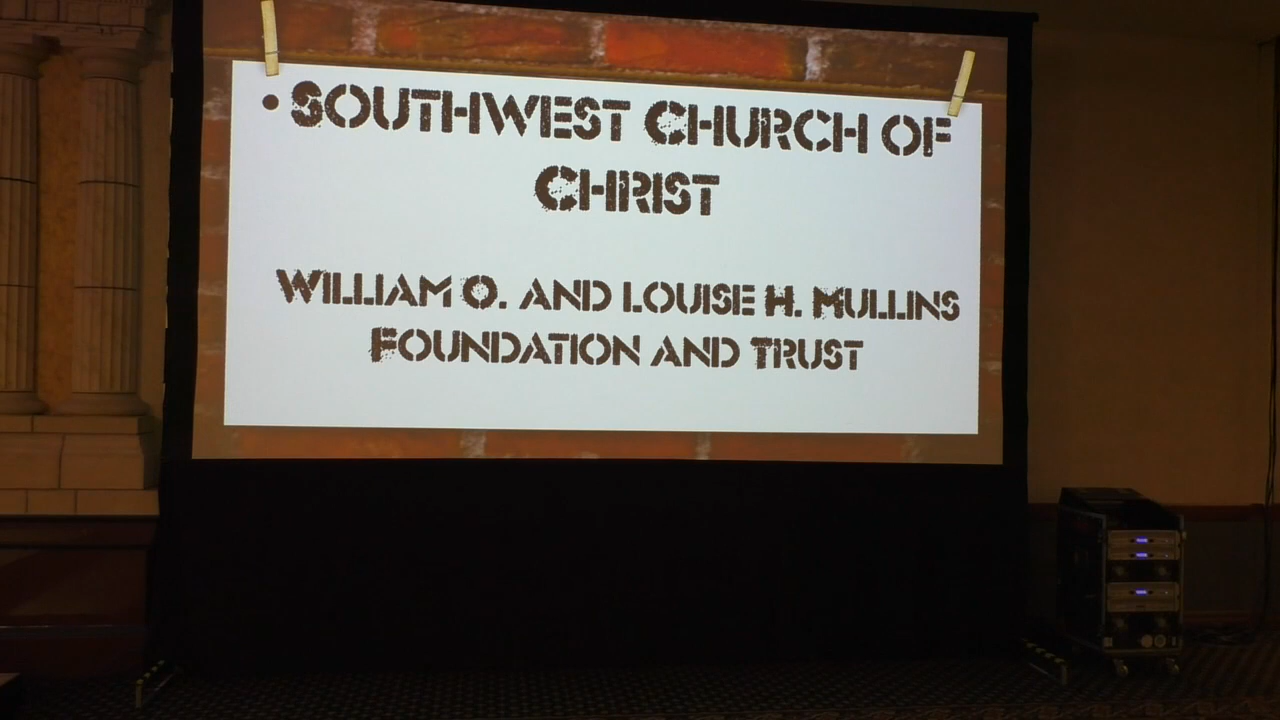 • Southwest Church of
Christ
William O. and Louise H. Mullins
Foundation and Trust